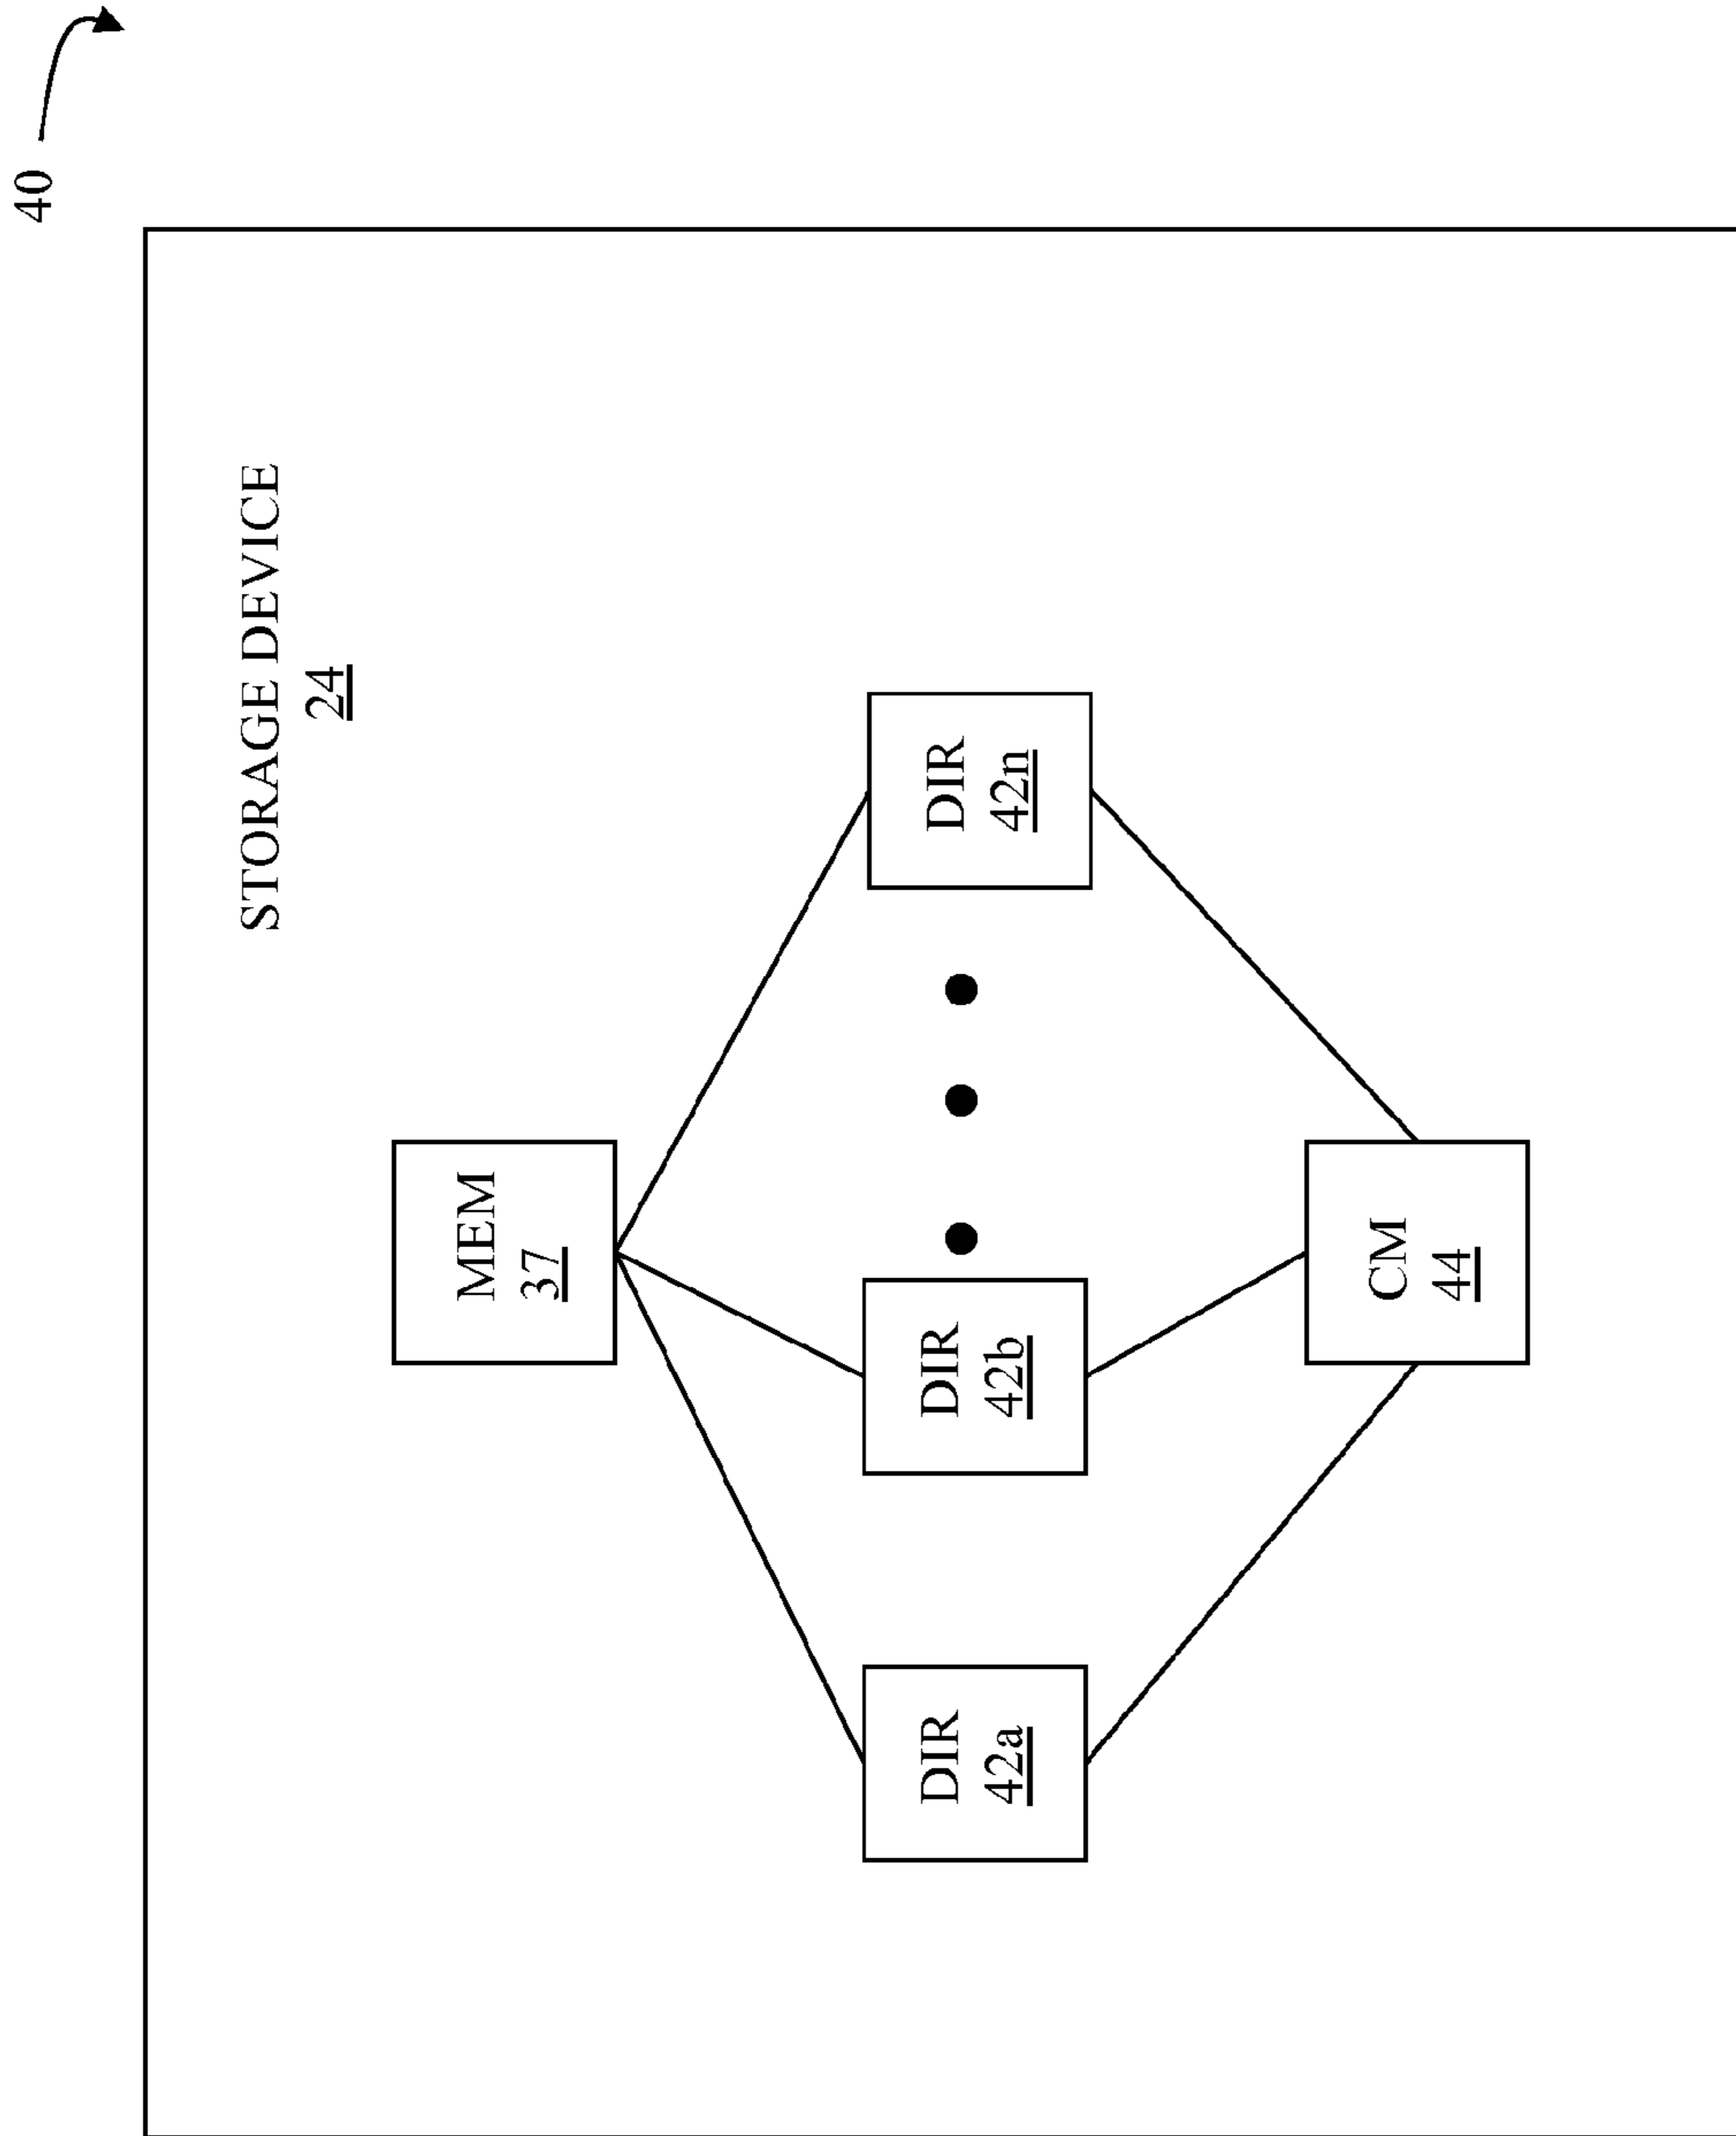 40
STORAGE DEVICE
24
MEM
37
DIR
42a
DIR
42b
DIR
42n
CM
44